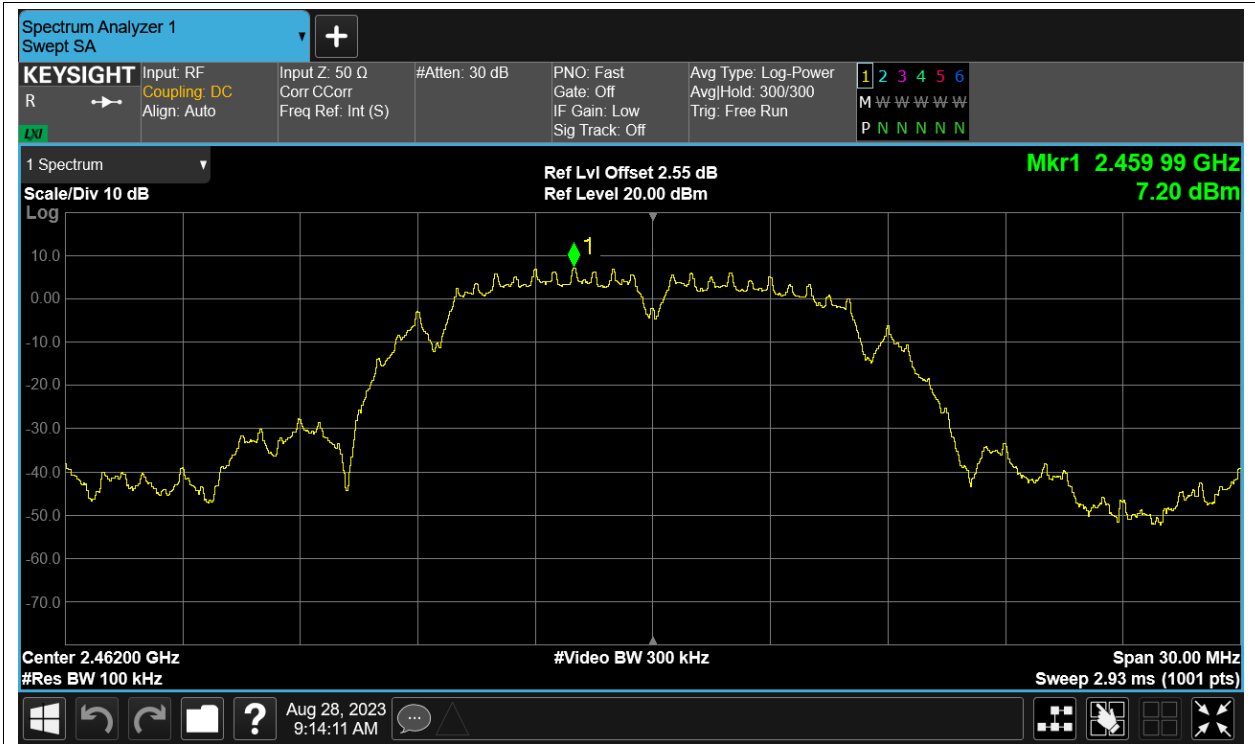 Spectrum Analyzer 1
Swept SA
KEYSIGHT
R
LXI
Input: RF
Coupling: DC
Align: Auto
Input Z: 50 Ω
Corr CCorr
Freq Ref: Int (S)
#Atten: 30 dB
PNO: Fast
Gate: Off
IF Gain: Low
Sig Track: Off
Avg Type: Log-Power
Avg|Hold: 300/300
Trig: Free Run
1 2 3 4 5 6
M W W W W W
P N N N N N
1 Spectrum
Scale/Div 10 dB
Ref Lvl Offset 2.55 dB
Ref Level 20.00 dBm
Mkr1 2.459 99 GHz
7.20 dBm
Log
1
10.0
0.00
-10.0
-20.0
-30.0
-40.0
-50.0
-60.0
-70.0
Center 2.46200 GHz
#Res BW 100 kHz
#Video BW 300 kHz
Span 30.00 MHz
Sweep 2.93 ms (1001 pts)
?
Aug 28, 2023
9:14:11 AM